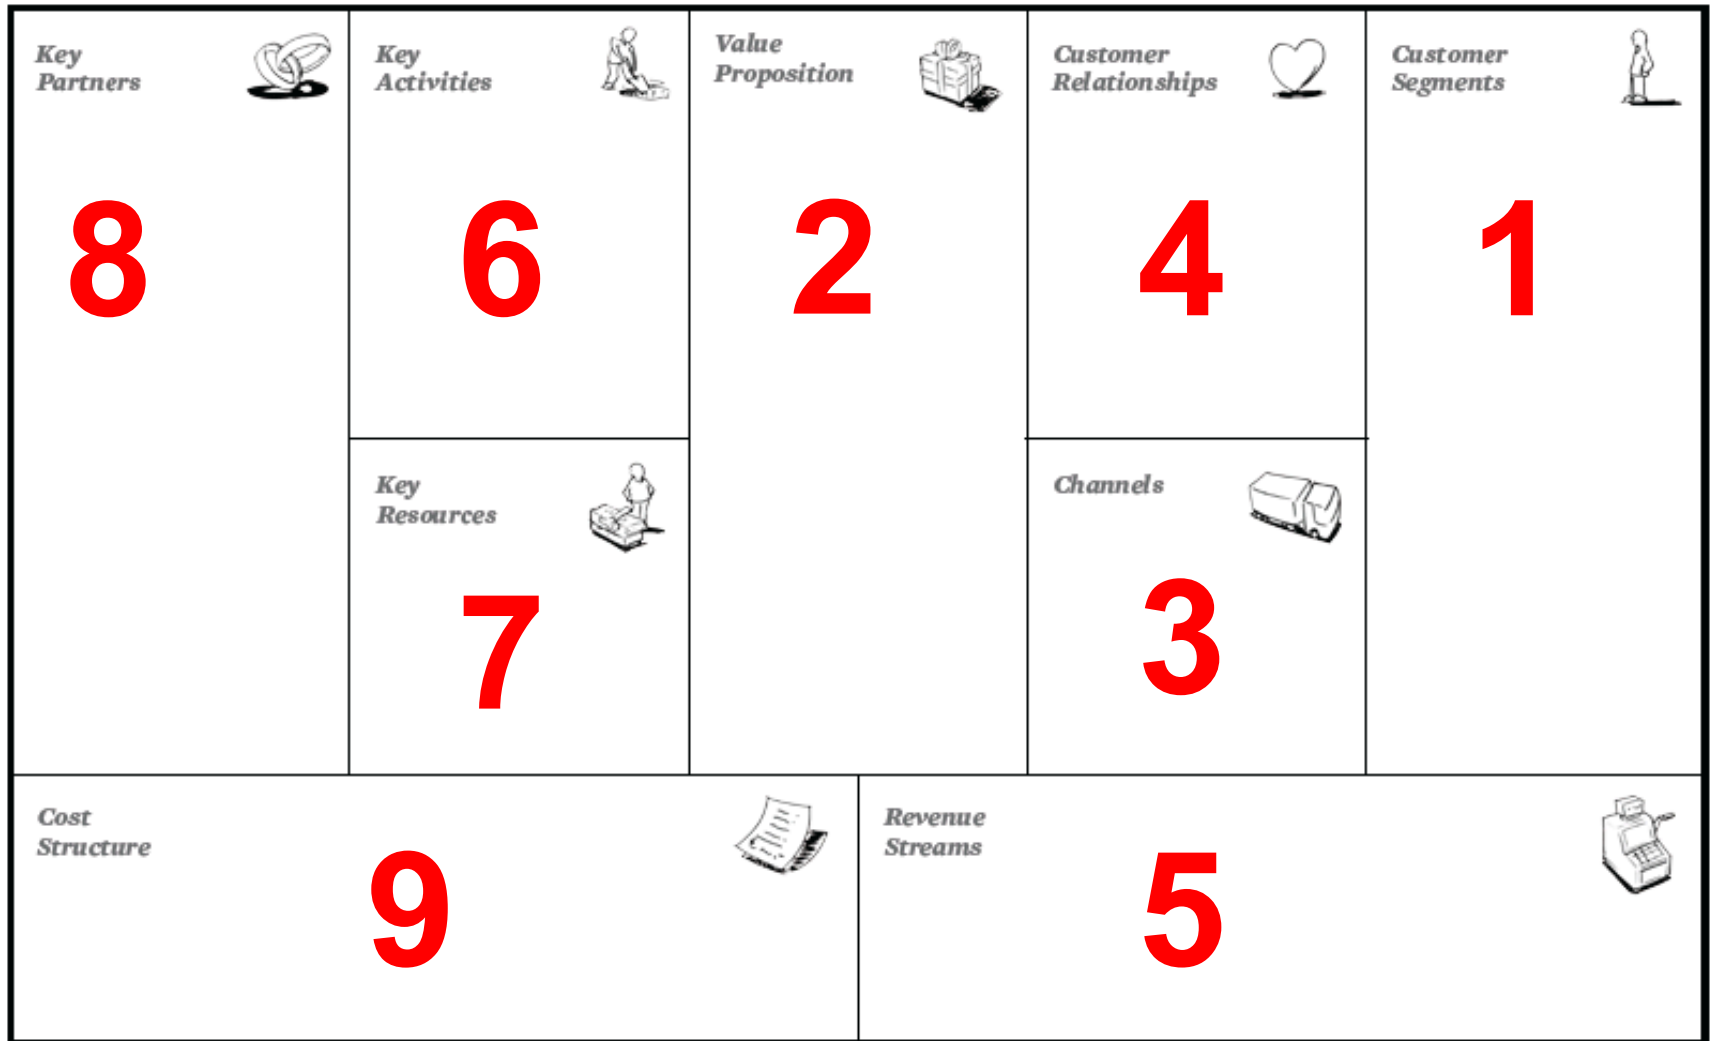 Key
Partners
8
Key
Activities
6
Value
Proposition
2
Customer
Relationships
4
Customer
Segments
1
Key
Resources
7
Channels
3
Cost
Structure
9
Revenue
Streams
5